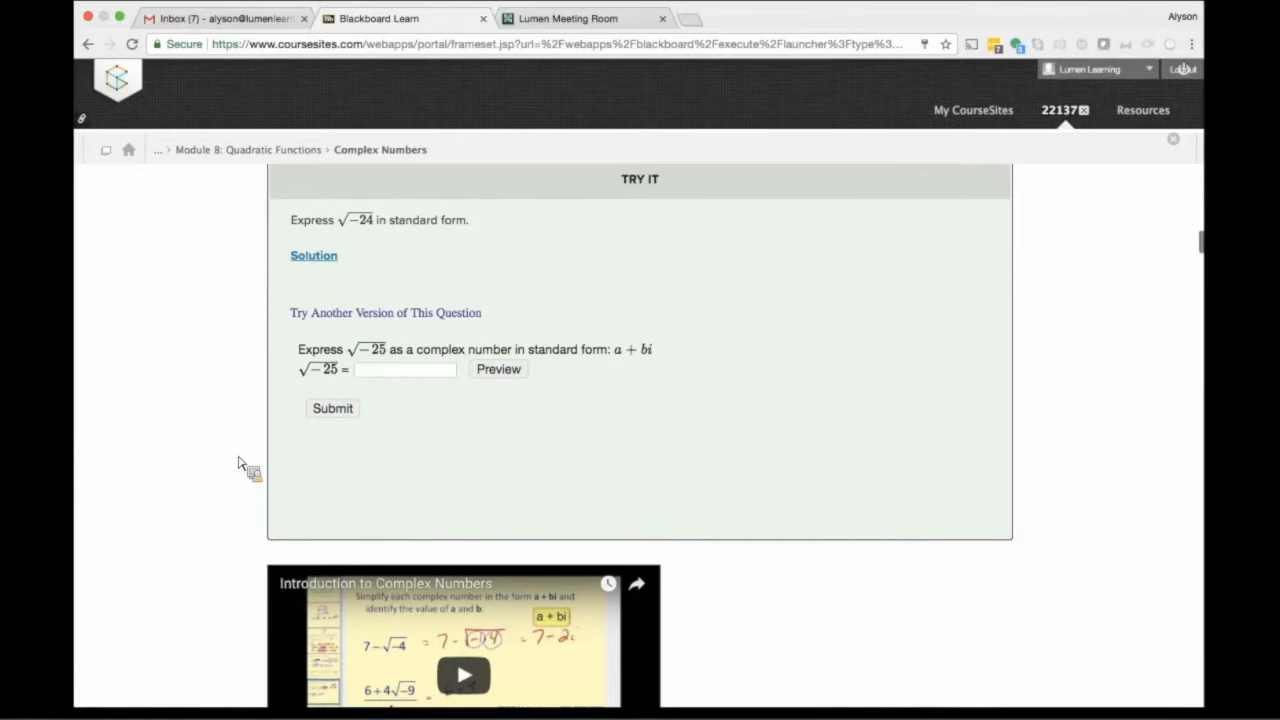 Inbox (7) - alyson@lumenlearn
Blackboard Learn
Lumen Meeting Room
Alyson
Secure https://www.coursesites.com/webapps/portal/frameset.jsp?url=%2Fwebapps%2Fblackboard%2Fexecute%2Flauncher%3Ftype%3...
Lumen Learning
Logout
My CourseSites
22137
Resources
... › Module 8: Quadratic Functions › Complex Numbers
TRY IT
Express √−24 in standard form.
Solution
Try Another Version of This Question
Express √−25 as a complex number in standard form: a + bi
√−25 =
Preview
Submit
Introduction to Complex Numbers
Simplify each complex number in the form a + bi and
identify the value of a and b.
a + bi
7−√−4 = 7 - = 7 - 2i
6+4√−9